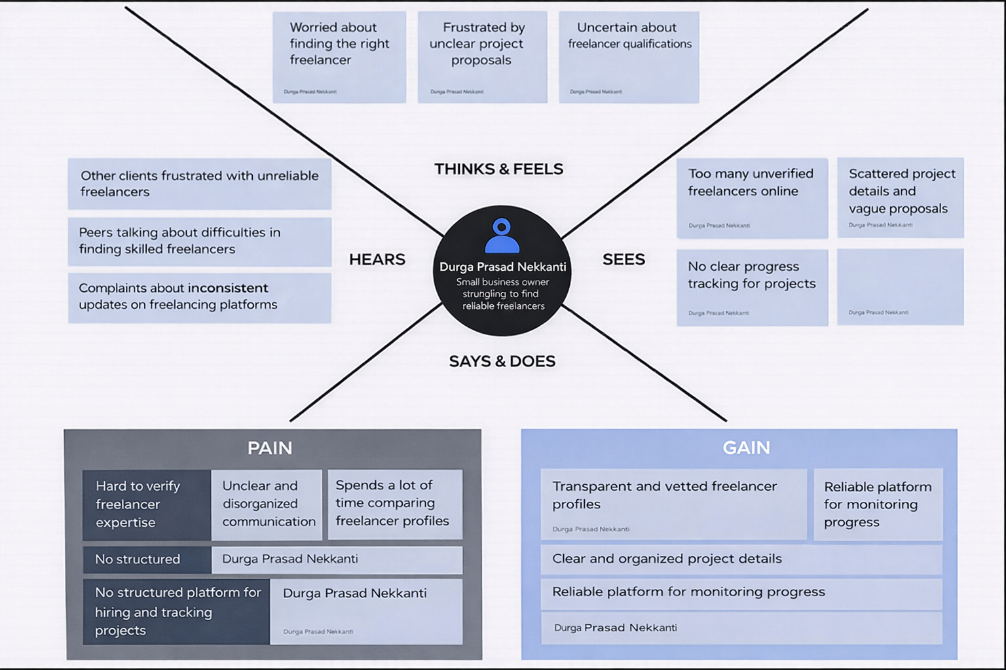 Worried about
finding the right
freelancer
Durga Prasad Nekkanti
Frustrated by
unclear project
proposals
Durga Prasad Nekkanti
Uncertain about
freelancer qualifications
Durga Prasad Nekkanti
THINKS & FEELS
Other clients frustrated with unreliable
freelancers
Peers talking about difficulties in
finding skilled freelancers
Complaints about inconsistent
updates on freelancing platforms
HEARS
Durga Prasad Nekkanti
Small business owner
strungling to find
reliable freelancers
SEES
Too many unverified
freelancers online
Durga Prasad Nekkanti
Scattered project
details and
vague proposals
Durga Prasad Nekkanti
No clear progress
tracking for projects
Durga Prasad Nekkanti
Durga Prasad Nekkanti
SAYS & DOES
PAIN
Hard to verify
freelancer
expertise
Unclear and
disorganized
communication
Spends a lot of
time comparing
freelancer profiles
No structured
Durga Prasad Nekkanti
No structured platform for
hiring and tracking
projects
Durga Prasad Nekkanti
Durga Prasad Nekkanti
GAIN
Transparent and vetted freelancer
profiles
Durga Prasad Nekkanti
Reliable platform
for monitoring
progress
Clear and organized project details
Reliable platform for monitoring progress
Durga Prasad Nekkanti